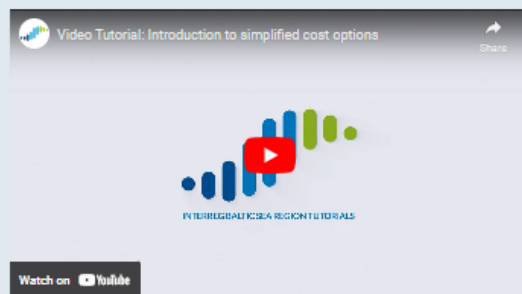 Video Tutorial: Introduction to simplified cost options
Share
INTERREG BALTIC SEA REGION TUTORIALS
Watch on YouTube